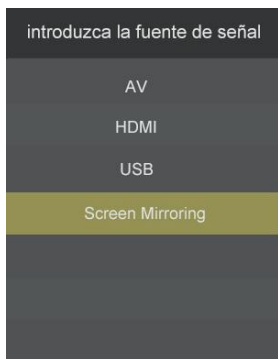 introduzca la fuente de señal
AV
HDMI
USB
Screen Mirroring